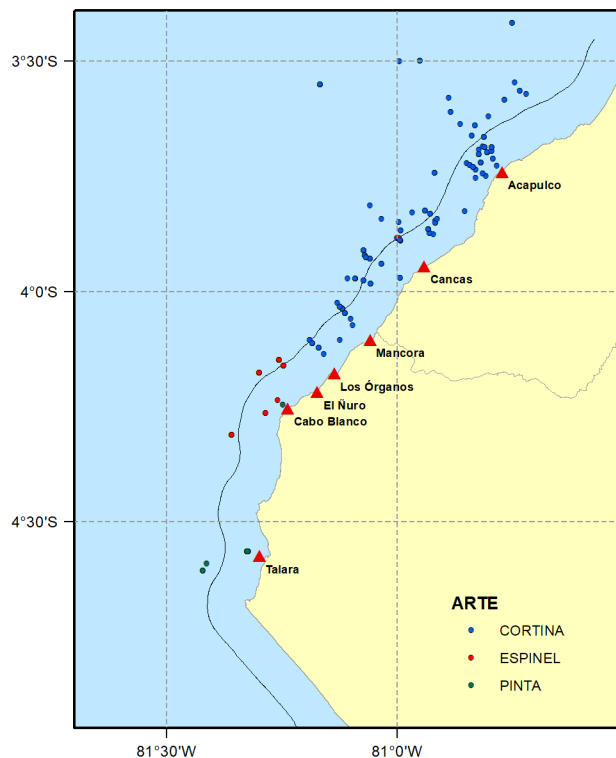 3°30'S
Acapulco
4°0'S
Cancas
Mancora
Los Órganos
El Ñuro
Cabo Blanco
4°30'S
Talara
ARTE
CORTINA
ESPINEL
PINTA
81°30'W
81°0'W